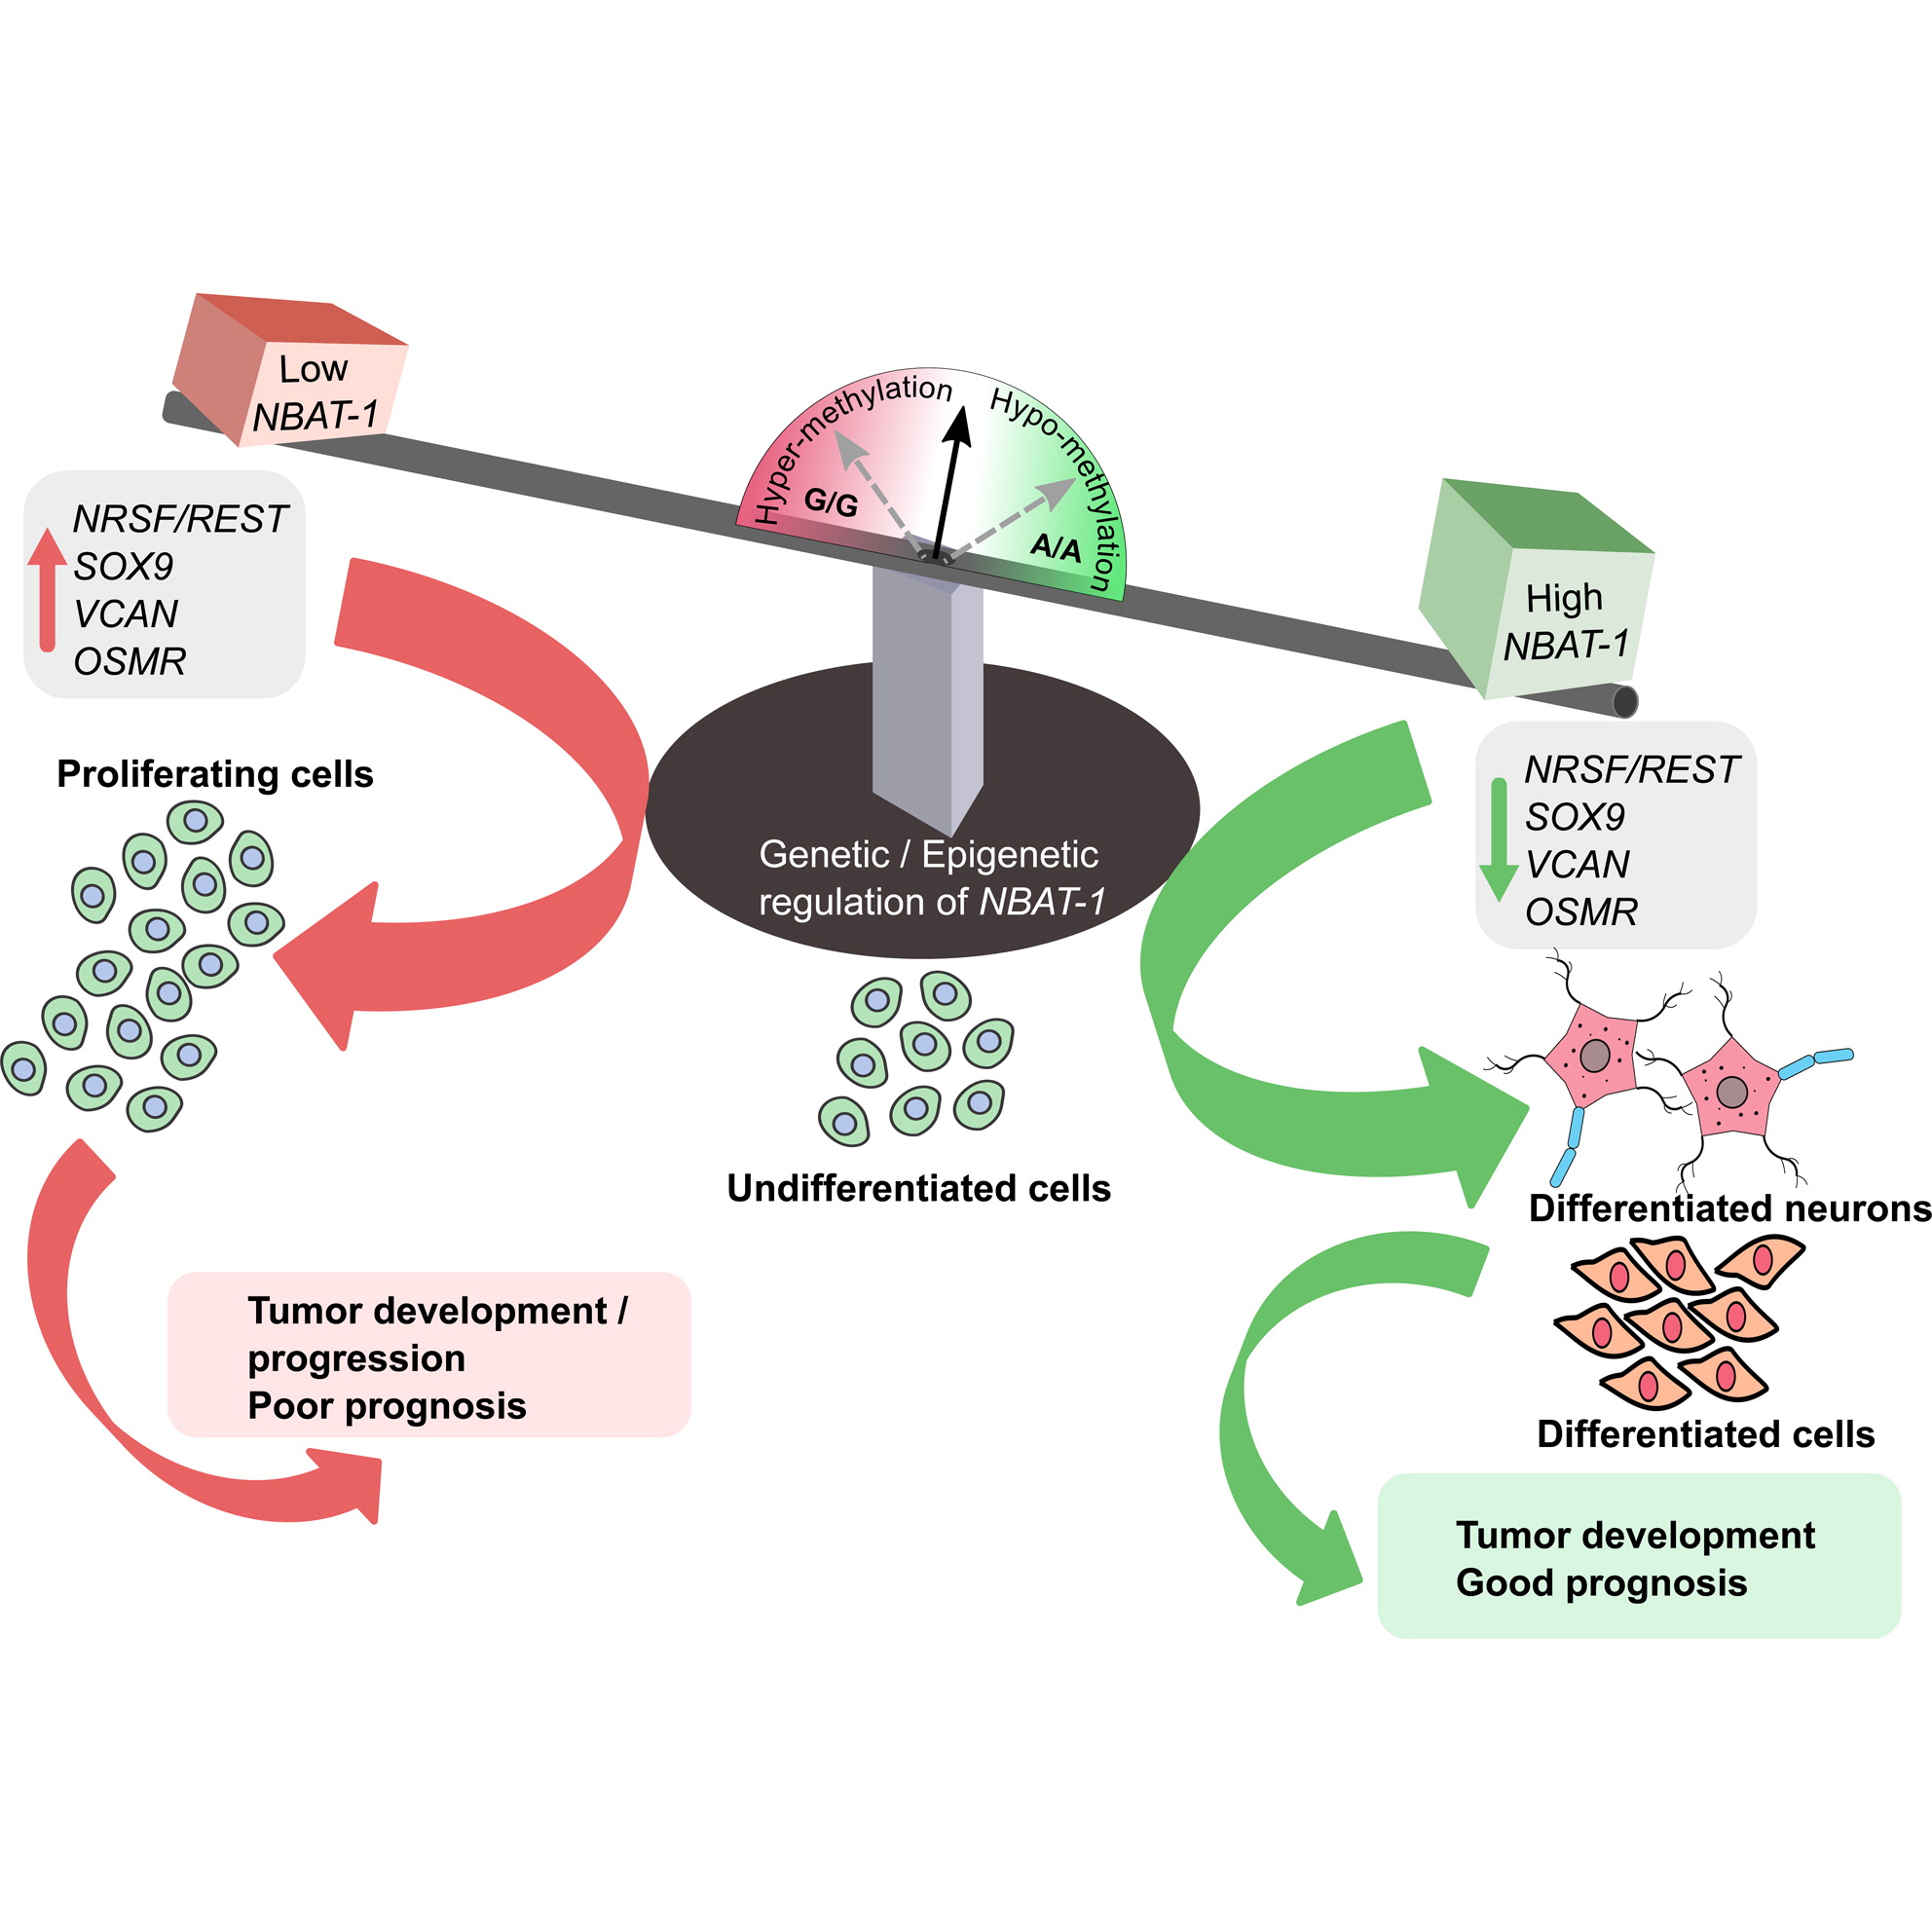 Low
NBAT-1
Hyper-methylation
Hypo-methylation
G/G
A/A
High
NBAT-1
NRSF/REST
SOX9
VCAN
OSMR
Proliferating cells
Genetic / Epigenetic
regulation of NBAT-1
NRSF/REST
SOX9
VCAN
OSMR
Undifferentiated cells
Differentiated neurons
Differentiated cells
Tumor development /
progression
Poor prognosis
Tumor development
Good prognosis